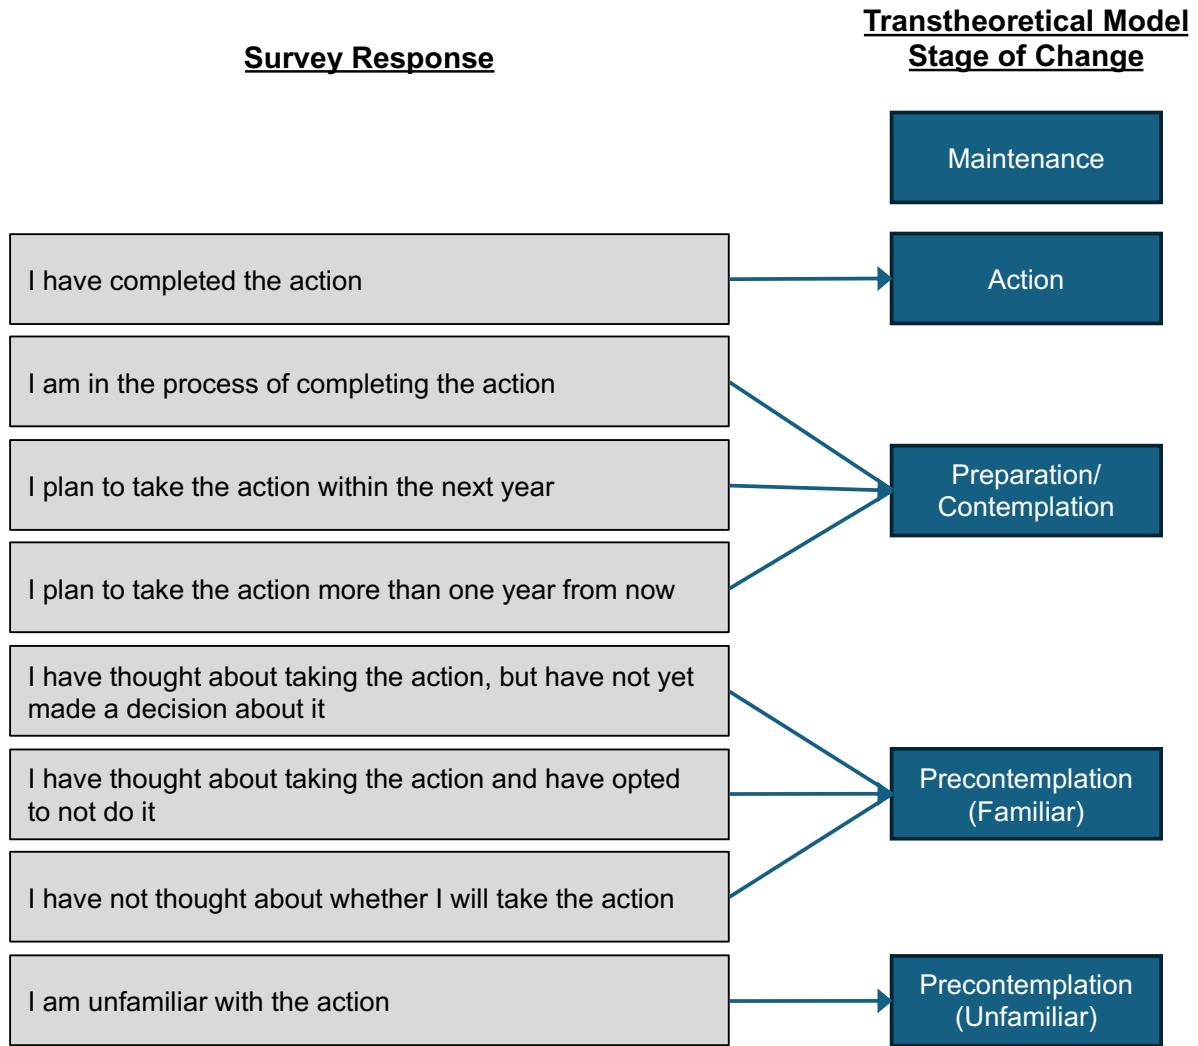 Survey Response
Transtheoretical Model
Stage of Change
Maintenance
I have completed the action
Action
I am in the process of completing the action
I plan to take the action within the next year
Preparation/
Contemplation
I plan to take the action more than one year from now
I have thought about taking the action, but have not yet
made a decision about it
I have thought about taking the action and have opted
to not do it
Precontemplation
(Familiar)
I have not thought about whether I will take the action
I am unfamiliar with the action
Precontemplation
(Unfamiliar)